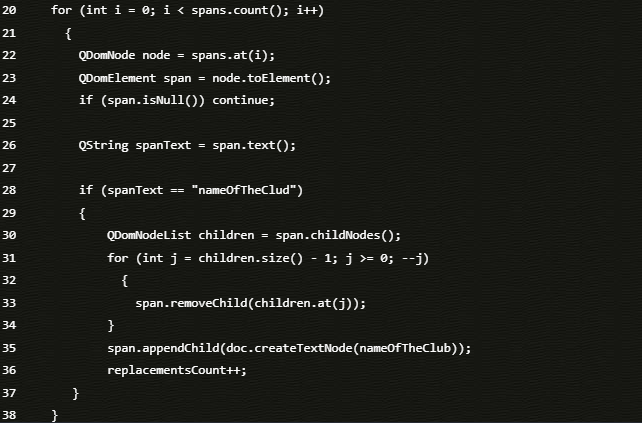 20 for (int i = 0; i < spans.count(); i++)
21 {
22 QDomNode node = spans.at(i);
23 QDomElement span = node.toElement();
24 if (span.isNull()) continue;
25
26 QString spanText = span.text();
27
28 if (spanText == "nameOfTheClud")
29 {
30 QDomNodeList children = span.childNodes();
31 for (int j = children.size() - 1; j >= 0; --j)
32 {
33 span.removeChild(children.at(j));
34 }
35 span.appendChild(doc.createTextNode(nameOfTheClub));
36 replacementsCount++;
37 }
38 }